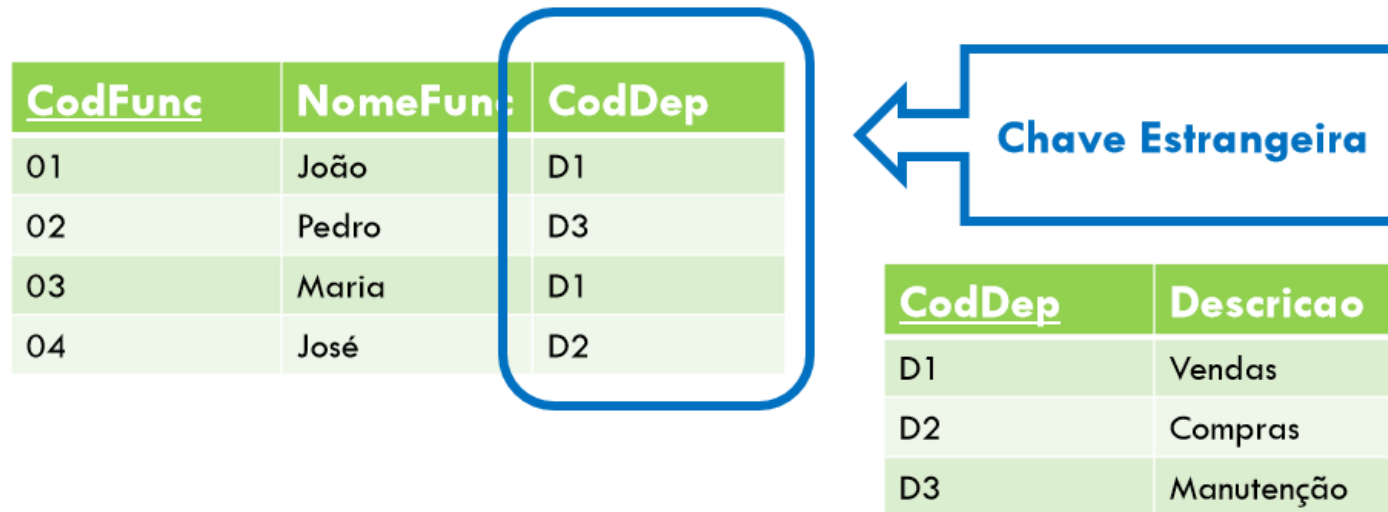 CodFunc NomeFunc CodDep
01 João D1
02 Pedro D3
03 Maria D1
04 José D2
Chave Estrangeira
CodDep Descricao
D1 Vendas
D2 Compras
D3 Manutenção